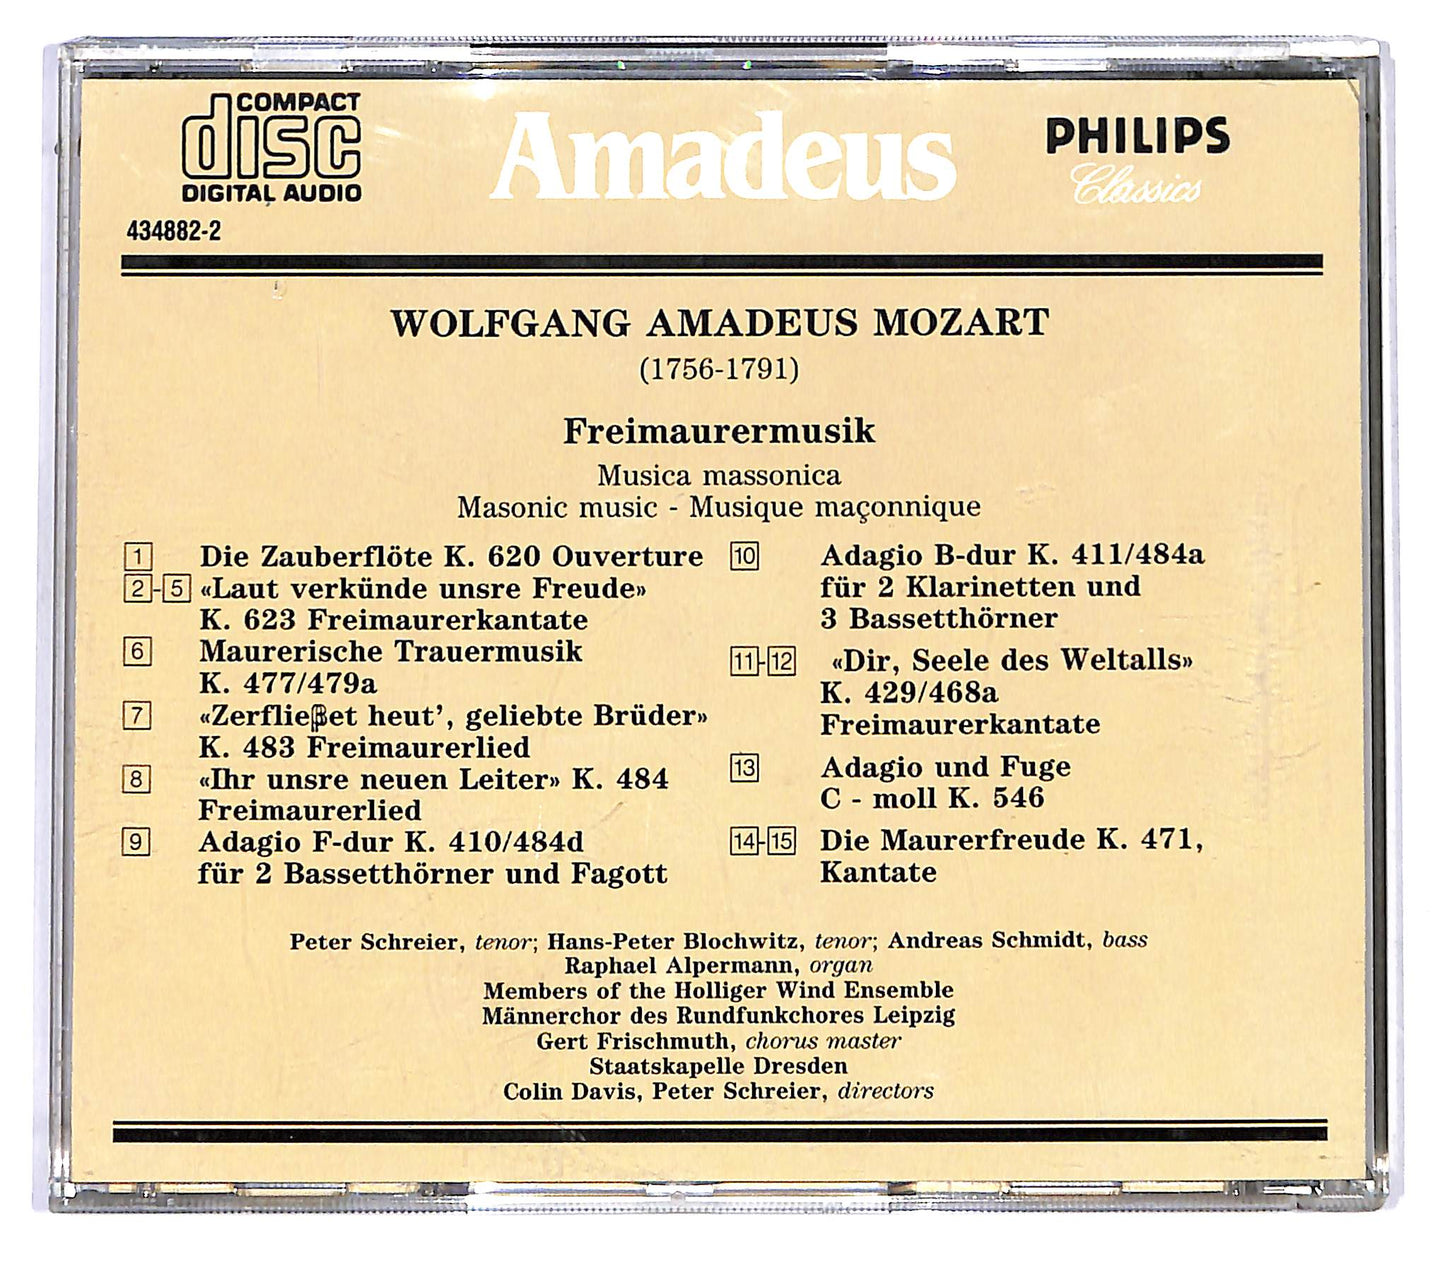 COMPACT
disc
DIGITAL AUDIO
Amadeus
PHILIPS
Classics
434882-2
WOLFGANG AMADEUS MOZART
(1756-1791)
Freimaurermusik
Musica massonica
Masonic music - Musique maçonnique
1 Die Zauberflöte K. 620 Ouverture
2-5 «Laut verkünde unsre Freude»
K. 623 Freimaurerkantate
6 Maurerische Trauermusik
K. 477/479a
7 «Zerfließet heut', geliebte Brüder»
K. 483 Freimaurerlied
8 «Ihr unsre neuen Leiter» K. 484
Freimaurerlied
9 Adagio F-dur K. 410/484d
für 2 Bassetthörner und Fagott
10 Adagio B-dur K. 411/484a
für 2 Klarinetten und
3 Bassetthörner
11-12 «Dir, Seele des Weltalls»
K. 429/468a
Freimaurerkantate
13 Adagio und Fuge
C - moll K. 546
14-15 Die Maurerfreude K. 471,
Kantate
Peter Schreier, tenor; Hans-Peter Blochwitz, tenor; Andreas Schmidt, bass
Raphael Alpermann, organ
Members of the Holliger Wind Ensemble
Männerchor des Rundfunkchores Leipzig
Gert Frischmuth, chorus master
Staatskapelle Dresden
Colin Davis, Peter Schreier, directors